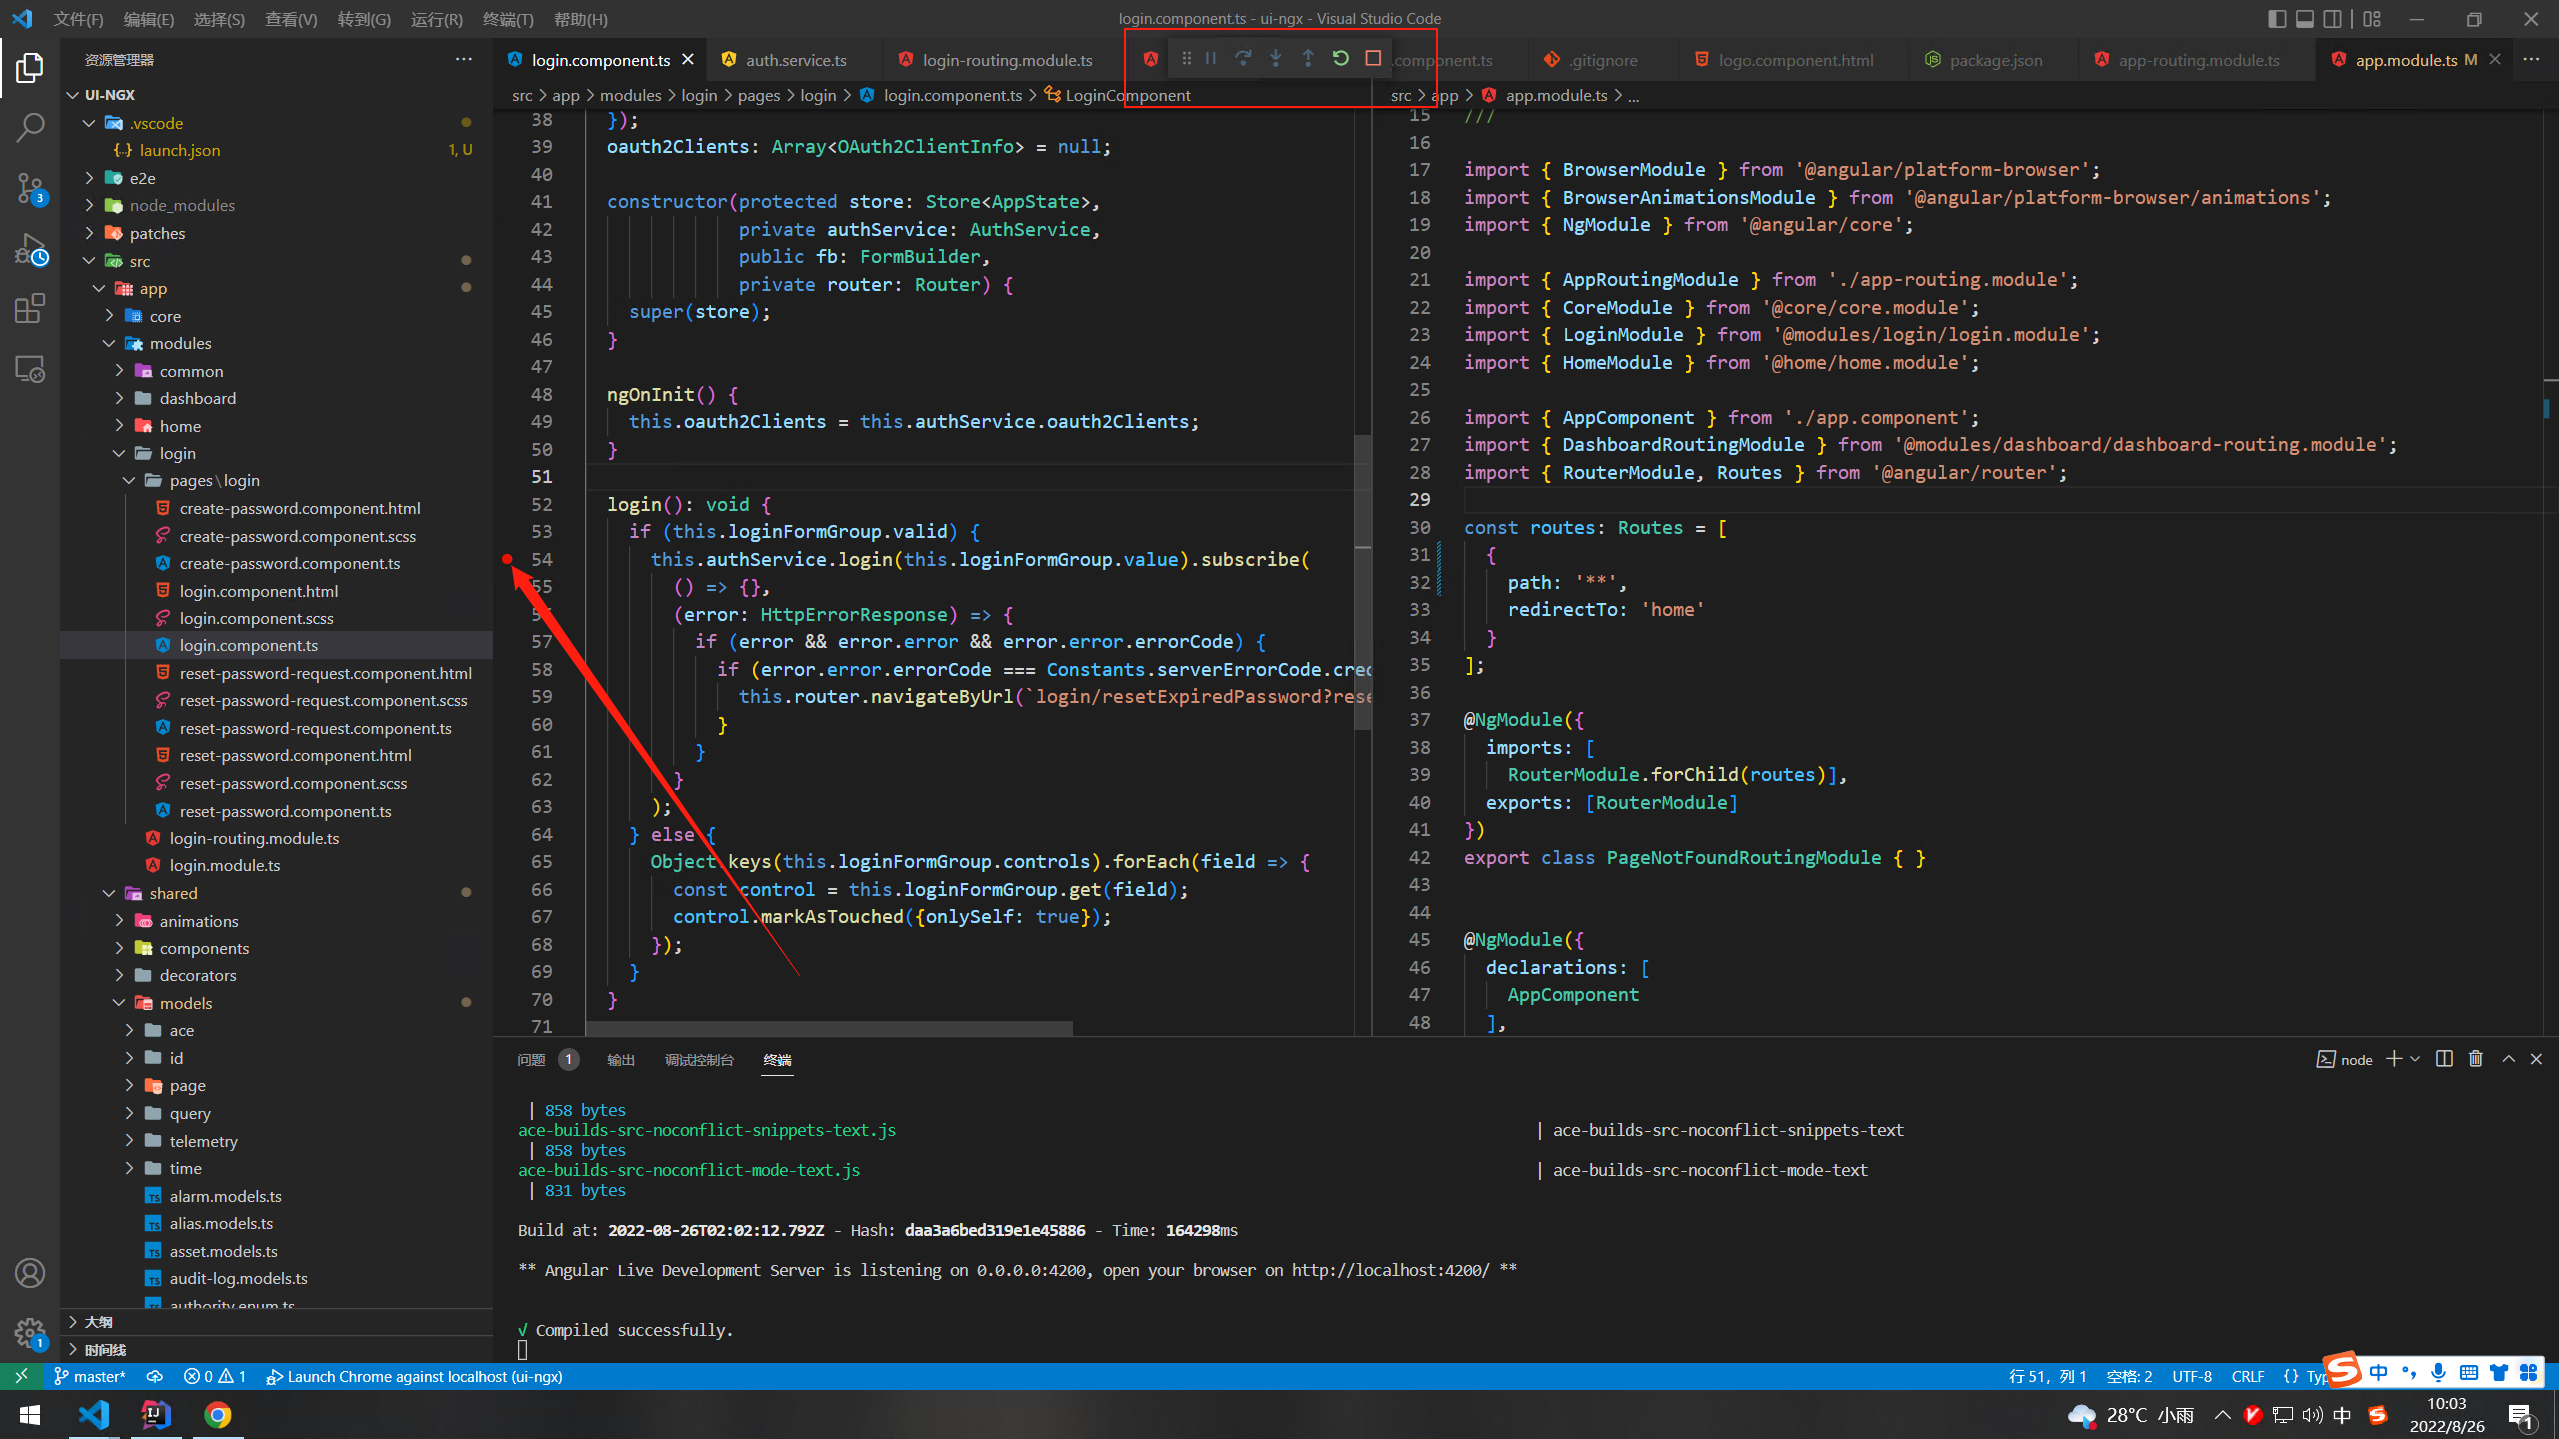 文件(F) 编辑(E) 选择(S) 查看(V) 转到(G) 运行(R) 终端(T) 帮助(H)
login.component.ts - ui-ngx - Visual Studio Code
资源管理器
UI-NGX
.vscode
launch.json 1, U
e2e
node_modules
patches
src
app
core
modules
common
dashboard
home
login
pages\login
create-password.component.html
create-password.component.scss
create-password.component.ts
login.component.html
login.component.scss
login.component.ts
reset-password-request.component.html
reset-password-request.component.scss
reset-password-request.component.ts
reset-password.component.html
reset-password.component.scss
reset-password.component.ts
login-routing.module.ts
login.module.ts
shared
animations
components
decorators
models
ace
id
page
query
telemetry
time
alarm.models.ts
alias.models.ts
asset.models.ts
audit-log.models.ts
authority.enum.ts
大纲
时间线
3
1
login.component.ts auth.service.ts login-routing.module.ts .component.ts .gitignore logo.component.html package.json app-routing.module.ts app.module.ts M
src > app > modules > login > pages > login > login.component.ts > LoginComponent
38 });
39 oauth2Clients: Array<OAuth2ClientInfo> = null;
40
41 constructor(protected store: Store<AppState>,
42 private authService: AuthService,
43 public fb: FormBuilder,
44 private router: Router) {
45 super(store);
46 }
47
48 ngOnInit() {
49 this.oauth2Clients = this.authService.oauth2Clients;
50 }
51
52 login(): void {
53 if (this.loginFormGroup.valid) {
54 this.authService.login(this.loginFormGroup.value).subscribe(
55 () => {},
(error: HttpErrorResponse) => {
57 if (error && error.error && error.error.errorCode) {
58 if (error.error.errorCode === Constants.serverErrorCode.cred
59 this.router.navigateByUrl(`login/resetExpiredPassword?rese
60 }
61 }
62 }
63 );
64 } else {
65 Object.keys(this.loginFormGroup.controls).forEach(field => {
66 const control = this.loginFormGroup.get(field);
67 control.markAsTouched({onlySelf: true});
68 });
69 }
70 }
71
src > app > app.module.ts > ...
15 ///
16
17 import { BrowserModule } from '@angular/platform-browser';
18 import { BrowserAnimationsModule } from '@angular/platform-browser/animations';
19 import { NgModule } from '@angular/core';
20
21 import { AppRoutingModule } from './app-routing.module';
22 import { CoreModule } from '@core/core.module';
23 import { LoginModule } from '@modules/login/login.module';
24 import { HomeModule } from '@home/home.module';
25
26 import { AppComponent } from './app.component';
27 import { DashboardRoutingModule } from '@modules/dashboard/dashboard-routing.module';
28 import { RouterModule, Routes } from '@angular/router';
29
30 const routes: Routes = [
31 {
32 path: '**',
33 redirectTo: 'home'
34 }
35 ];
36
37 @NgModule({
38 imports: [
39 RouterModule.forChild(routes)],
40 exports: [RouterModule]
41 })
42 export class PageNotFoundRoutingModule { }
43
44
45 @NgModule({
46 declarations: [
47 AppComponent
48 ],
问题 1 输出 调试控制台 终端
node
| 858 bytes
ace-builds-src-noconflict-snippets-text.js | ace-builds-src-noconflict-snippets-text
| 858 bytes
ace-builds-src-noconflict-mode-text.js | ace-builds-src-noconflict-mode-text
| 831 bytes
Build at: 2022-08-26T02:02:12.792Z - Hash: daa3a6bed319e1e45886 - Time: 164298ms
** Angular Live Development Server is listening on 0.0.0.0:4200, open your browser on http://localhost:4200/ **
√ Compiled successfully.
master* 0 1 Launch Chrome against localhost (ui-ngx)
行 51，列 1 空格: 2 UTF-8 CRLF {} Typ
中
28°C 小雨
中
10:03
2022/8/26
1